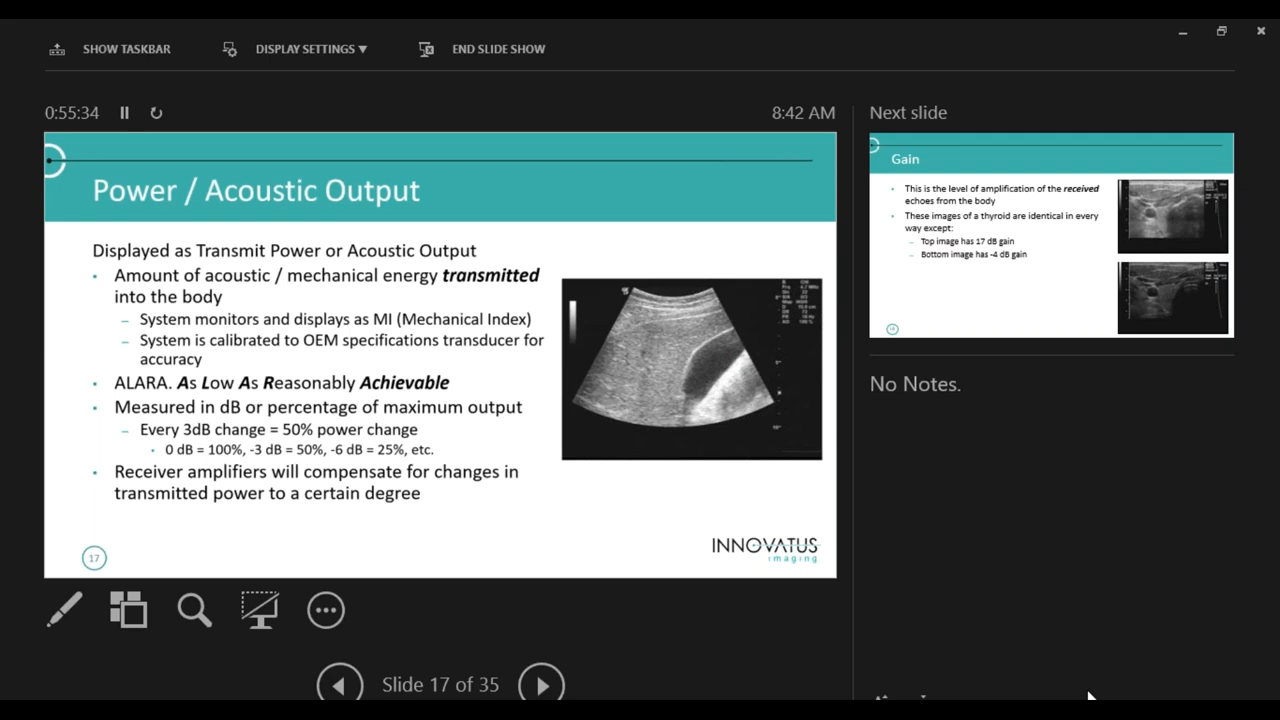 SHOW TASKBAR
DISPLAY SETTINGS ▼
END SLIDE SHOW
0:55:34
8:42 AM
Power / Acoustic Output
Displayed as Transmit Power or Acoustic Output
• Amount of acoustic / mechanical energy transmitted
into the body
– System monitors and displays as MI (Mechanical Index)
– System is calibrated to OEM specifications transducer for
accuracy
• ALARA. As Low As Reasonably Achievable
• Measured in dB or percentage of maximum output
– Every 3dB change = 50% power change
• 0 dB = 100%, -3 dB = 50%, -6 dB = 25%, etc.
• Receiver amplifiers will compensate for changes in
transmitted power to a certain degree
17
INNOVATUS
imaging
Slide 17 of 35
Next slide
Gain
• This is the level of amplification of the received
echoes from the body
• These images of a thyroid are identical in every
way except:
– Top image has 17 dB gain
– Bottom image has -4 dB gain
No Notes.